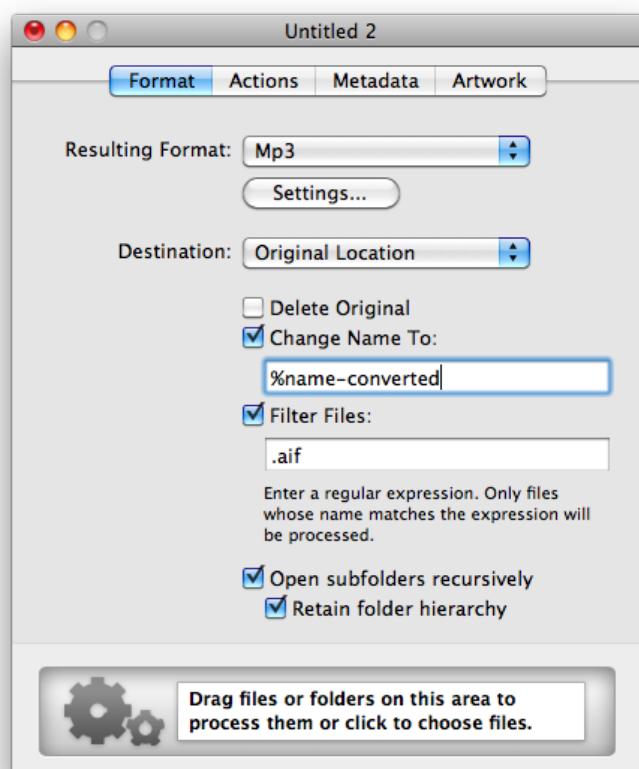 Untitled 2
Format Actions Metadata Artwork
Resulting Format: Mp3
Settings...
Destination: Original Location
Delete Original
Change Name To:
%name-converted
Filter Files:
.aif
Enter a regular expression. Only files
whose name matches the expression will
be processed.
Open subfolders recursively
Retain folder hierarchy
Drag files or folders on this area to
process them or click to choose files.